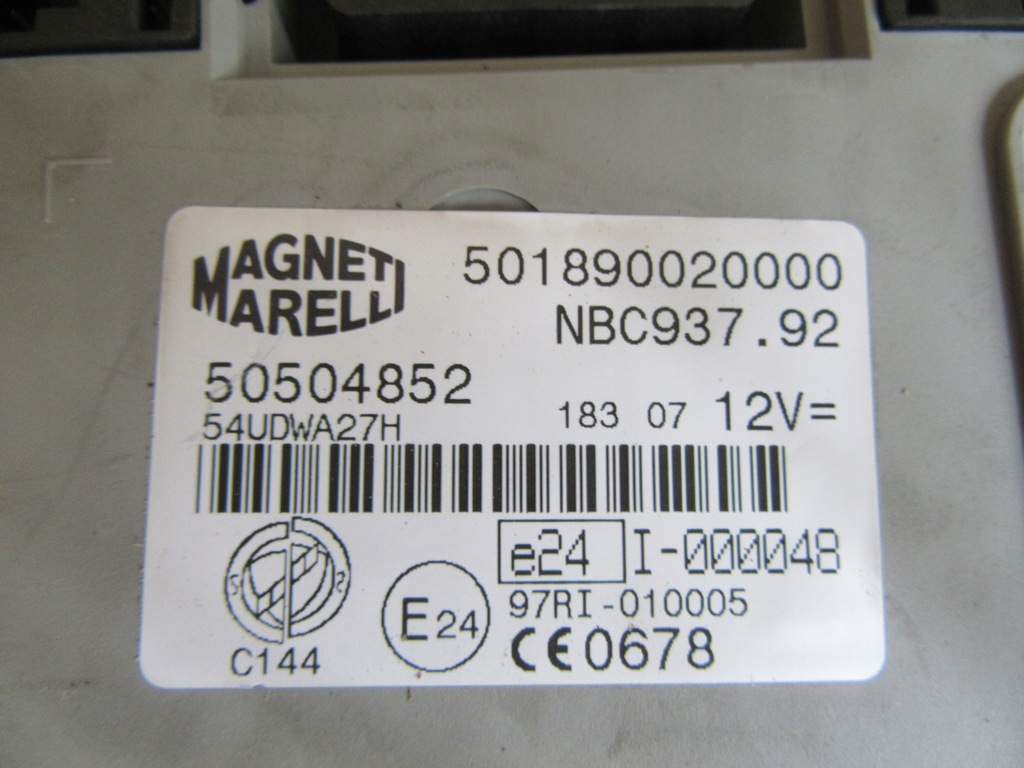 MAGNETI
MARELLI
501890020000
NBC937.92
50504852
54UDWA27H
183 07 12V=
e24 I-000048
97RI-010005
E24
CE0678
C144